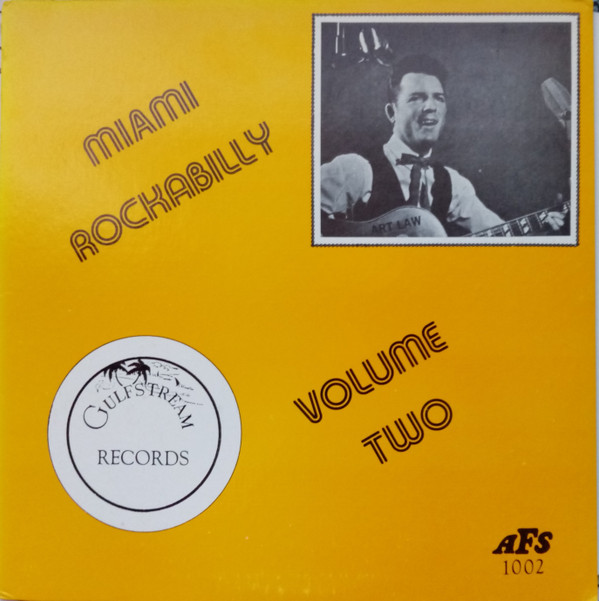 MIAMI
ROCKABILLY
ART LAW
VOLUME
TWO
GULFSTREAM
RECORDS
AFS
1002